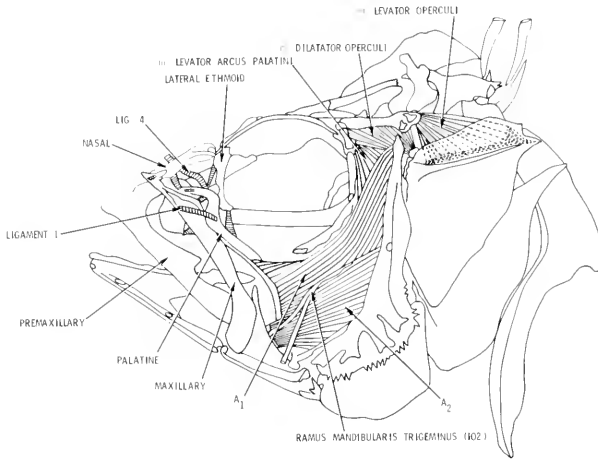 LEVATOR OPERCULI
DILATATOR OPERCULI
LEVATOR ARCUS PALATINI
LATERAL ETHMOID
LIG 4
NASAL
LIGAMENT I
PREMAXILLARY
PALATINE
MAXILLARY
A1
A2
RAMUS MANDIBULARIS TRIGEMINUS (102)